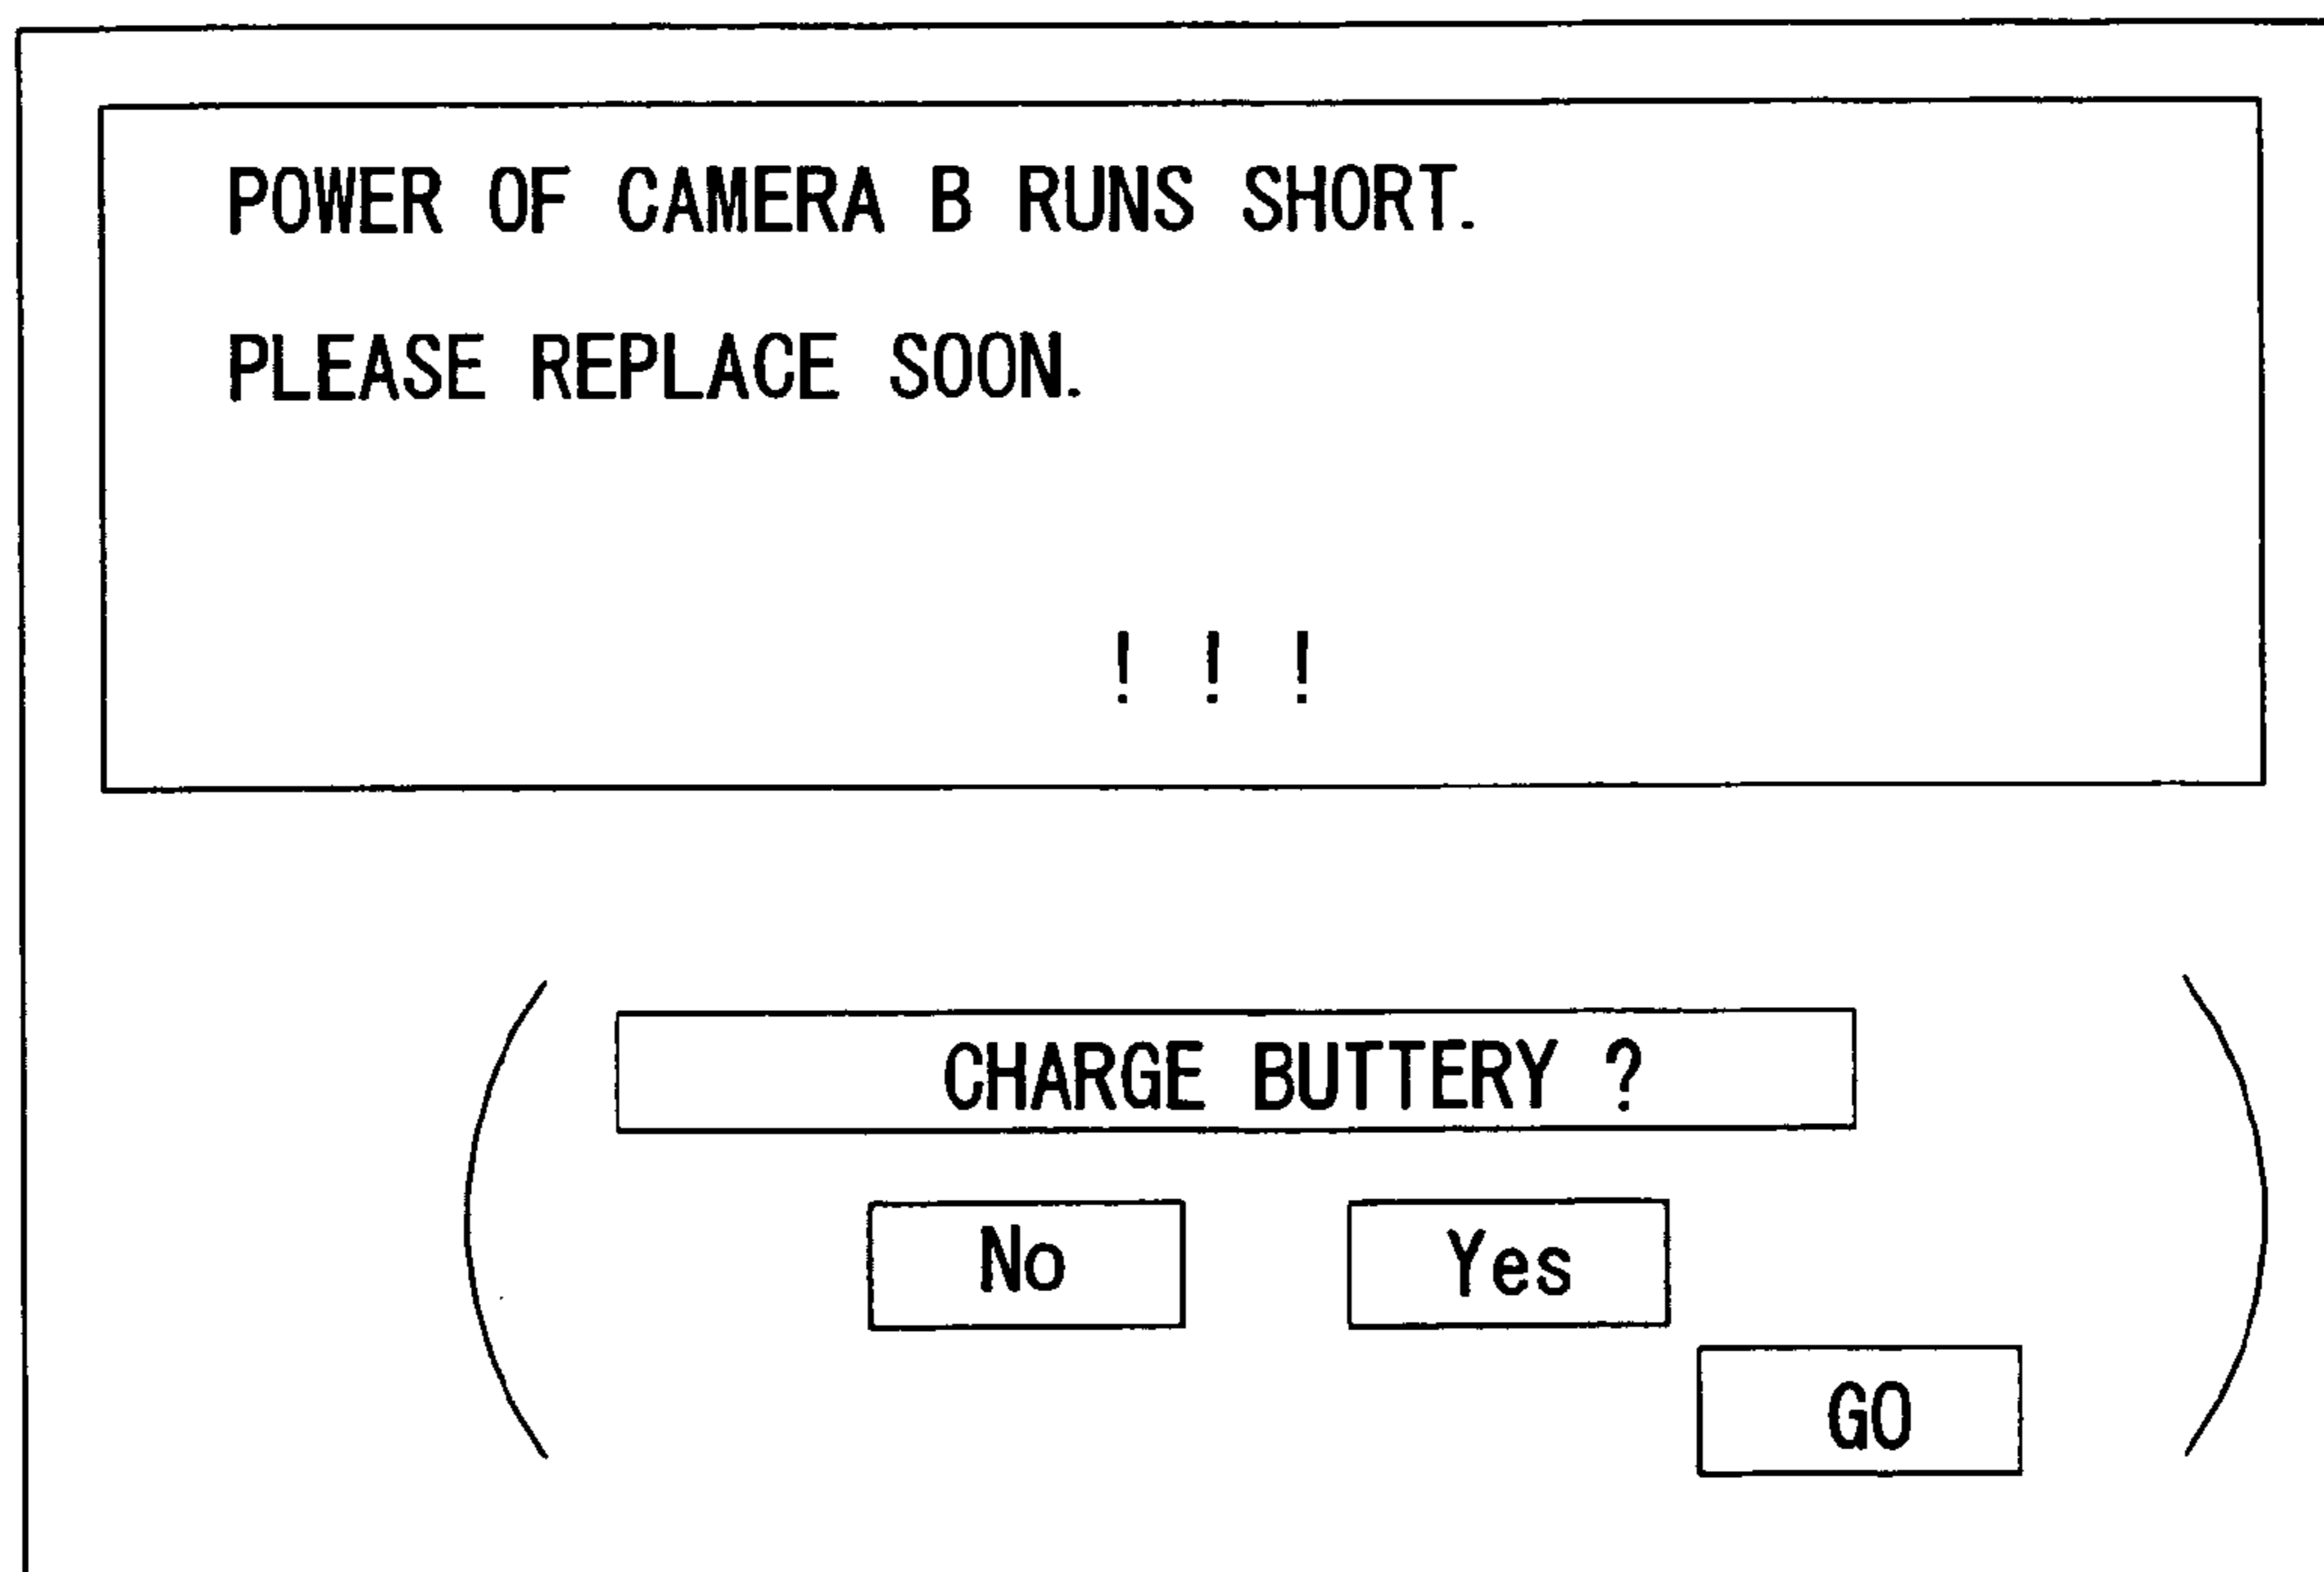 POWER OF CAMERA B RUNS SHORT.
PLEASE REPLACE SOON.
! ! !
CHARGE BUTTERY ?
No Yes
GO